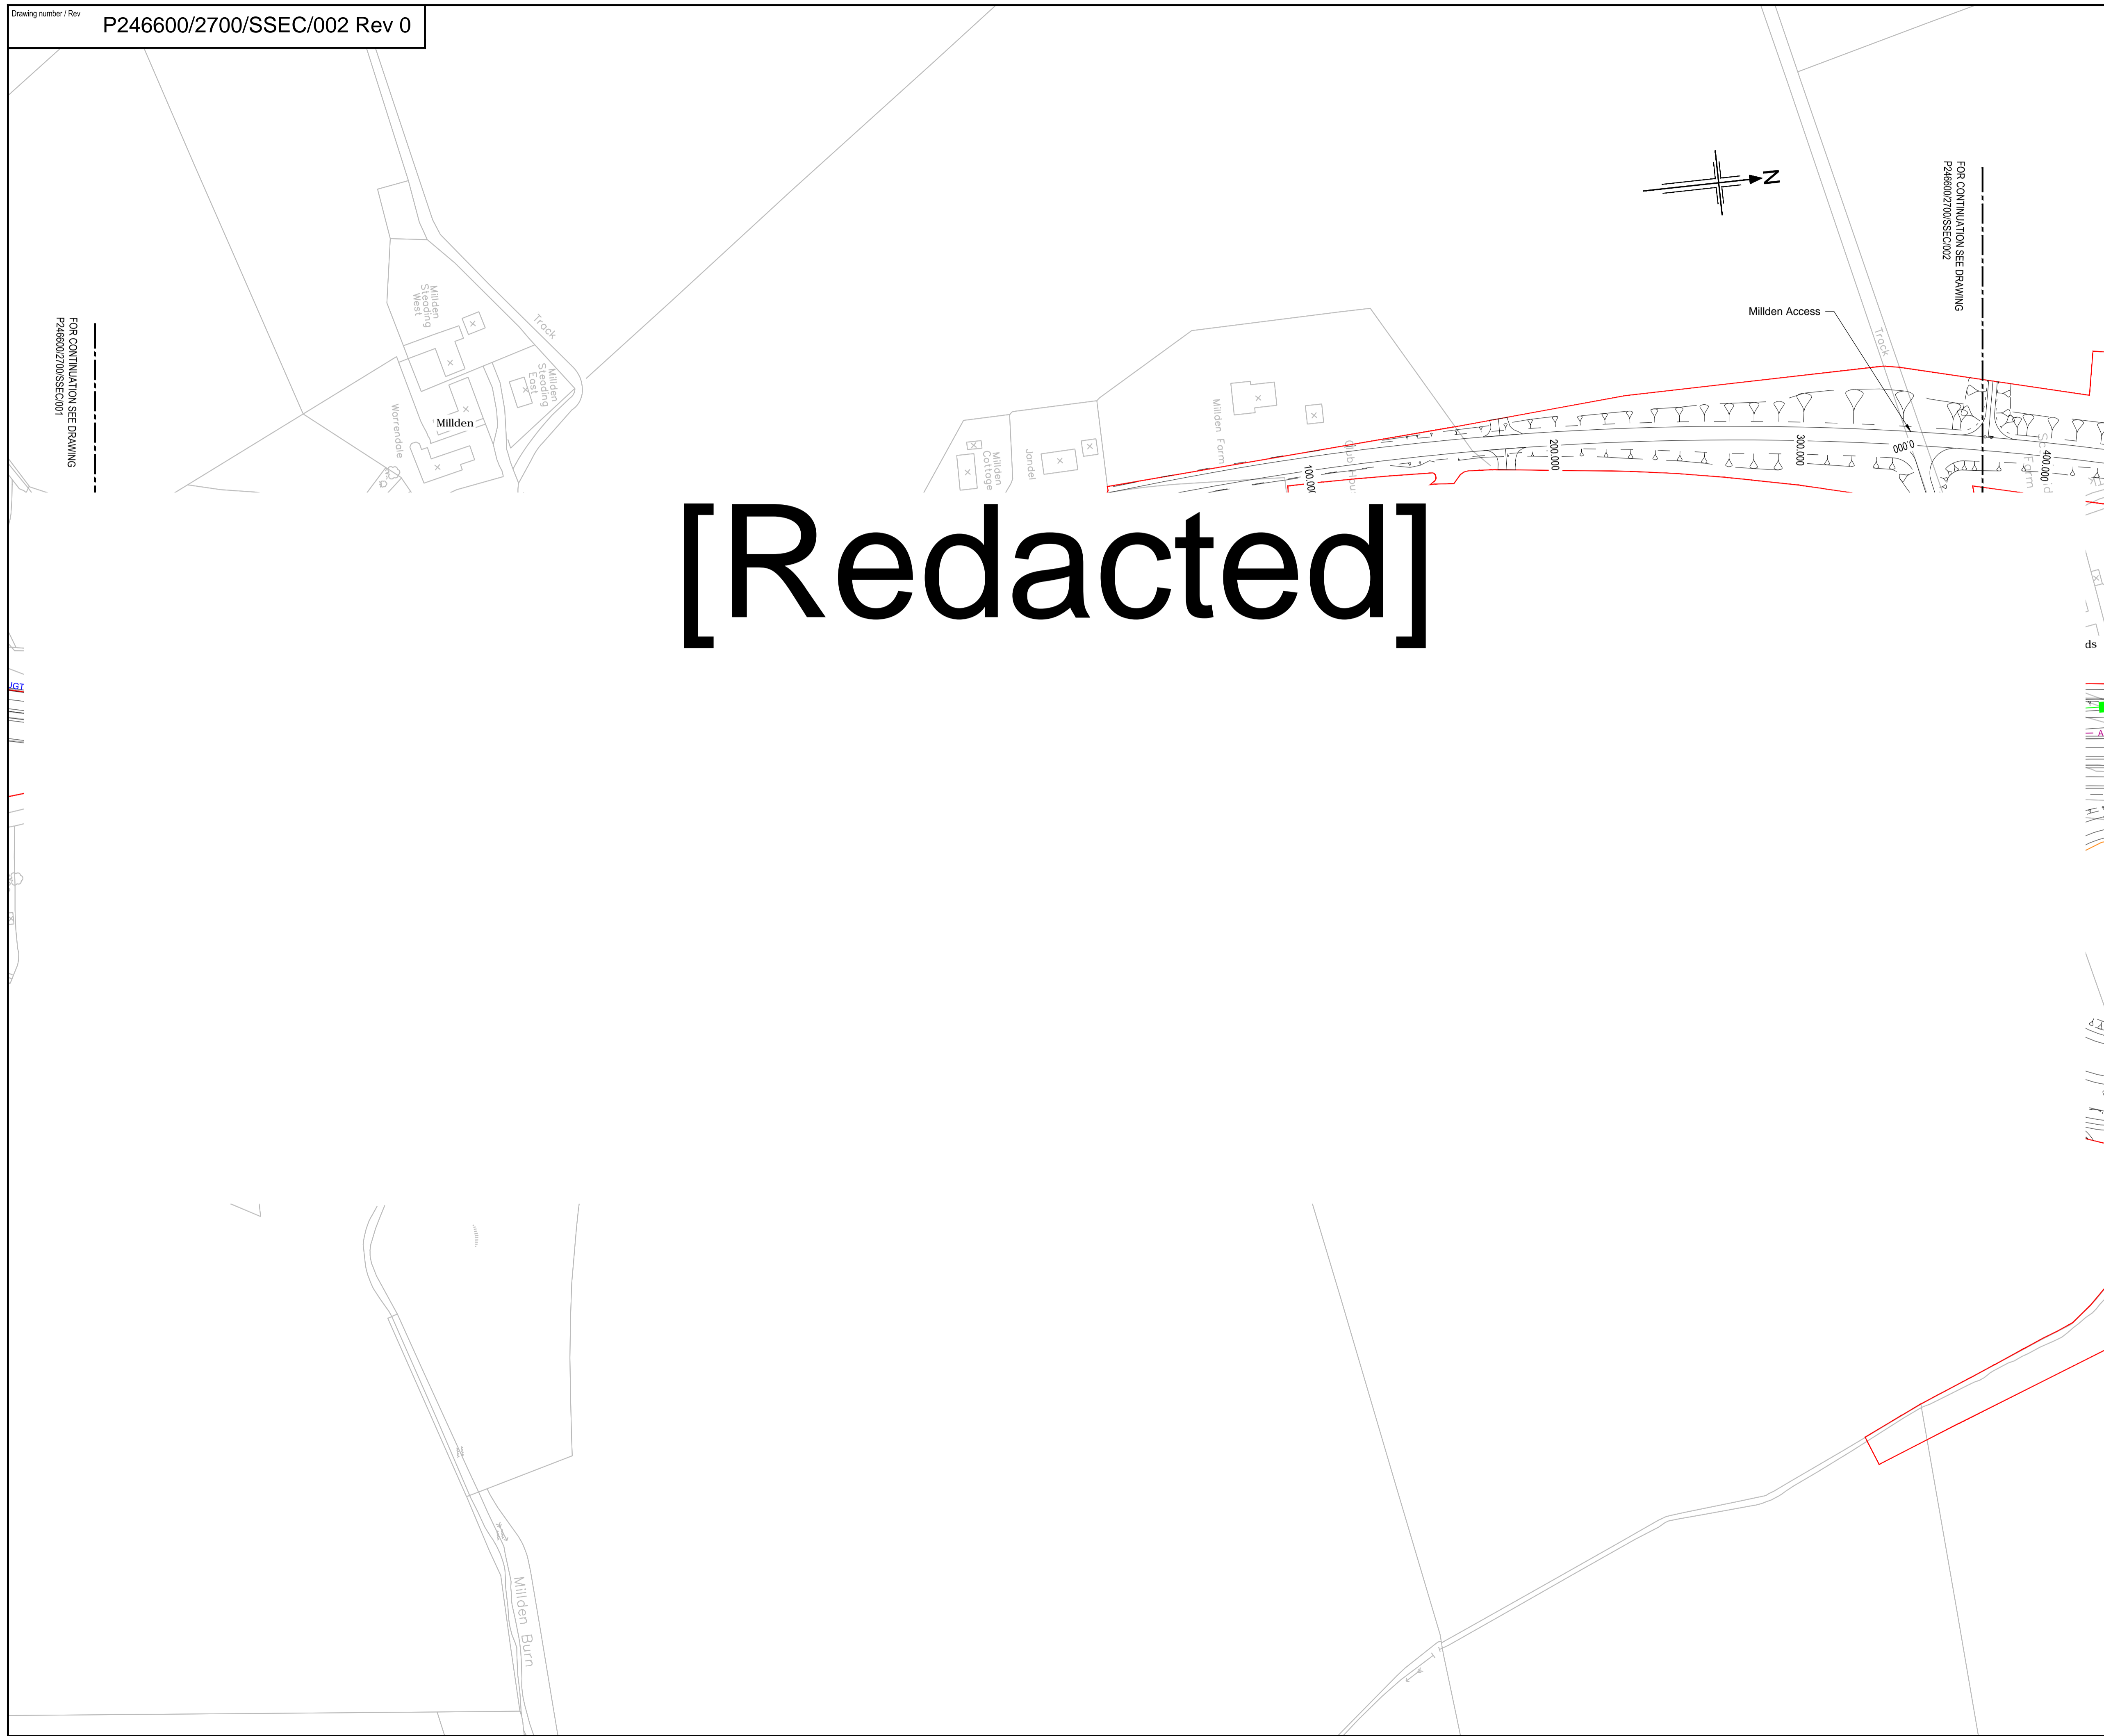 Drawing number / Rev
P246600/2700/SSEC/002 Rev 0
FOR CONTINUATION SEE DRAWING
P246600/2700/SSEC/001
FOR CONTINUATION SEE DRAWING
P246600/2700/SSEC/002
N
Millden Access
Track
Track
Millden
Steading
West
Millden
Steading
East
Millden
Warrendale
Millden
Cottage
Jandel
Millden Farm
100.000
200.000
300.000
0.000
400.000
Farm
[Redacted]
ds
Millden Burn